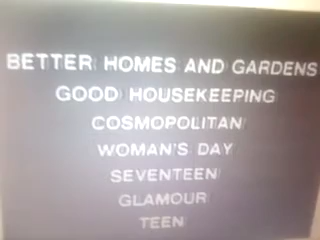 BETTER HOMES AND GARDENS
GOOD HOUSEKEEPING
COSMOPOLITAN
WOMAN'S DAY
SEVENTEEN
GLAMOUR
TEEN